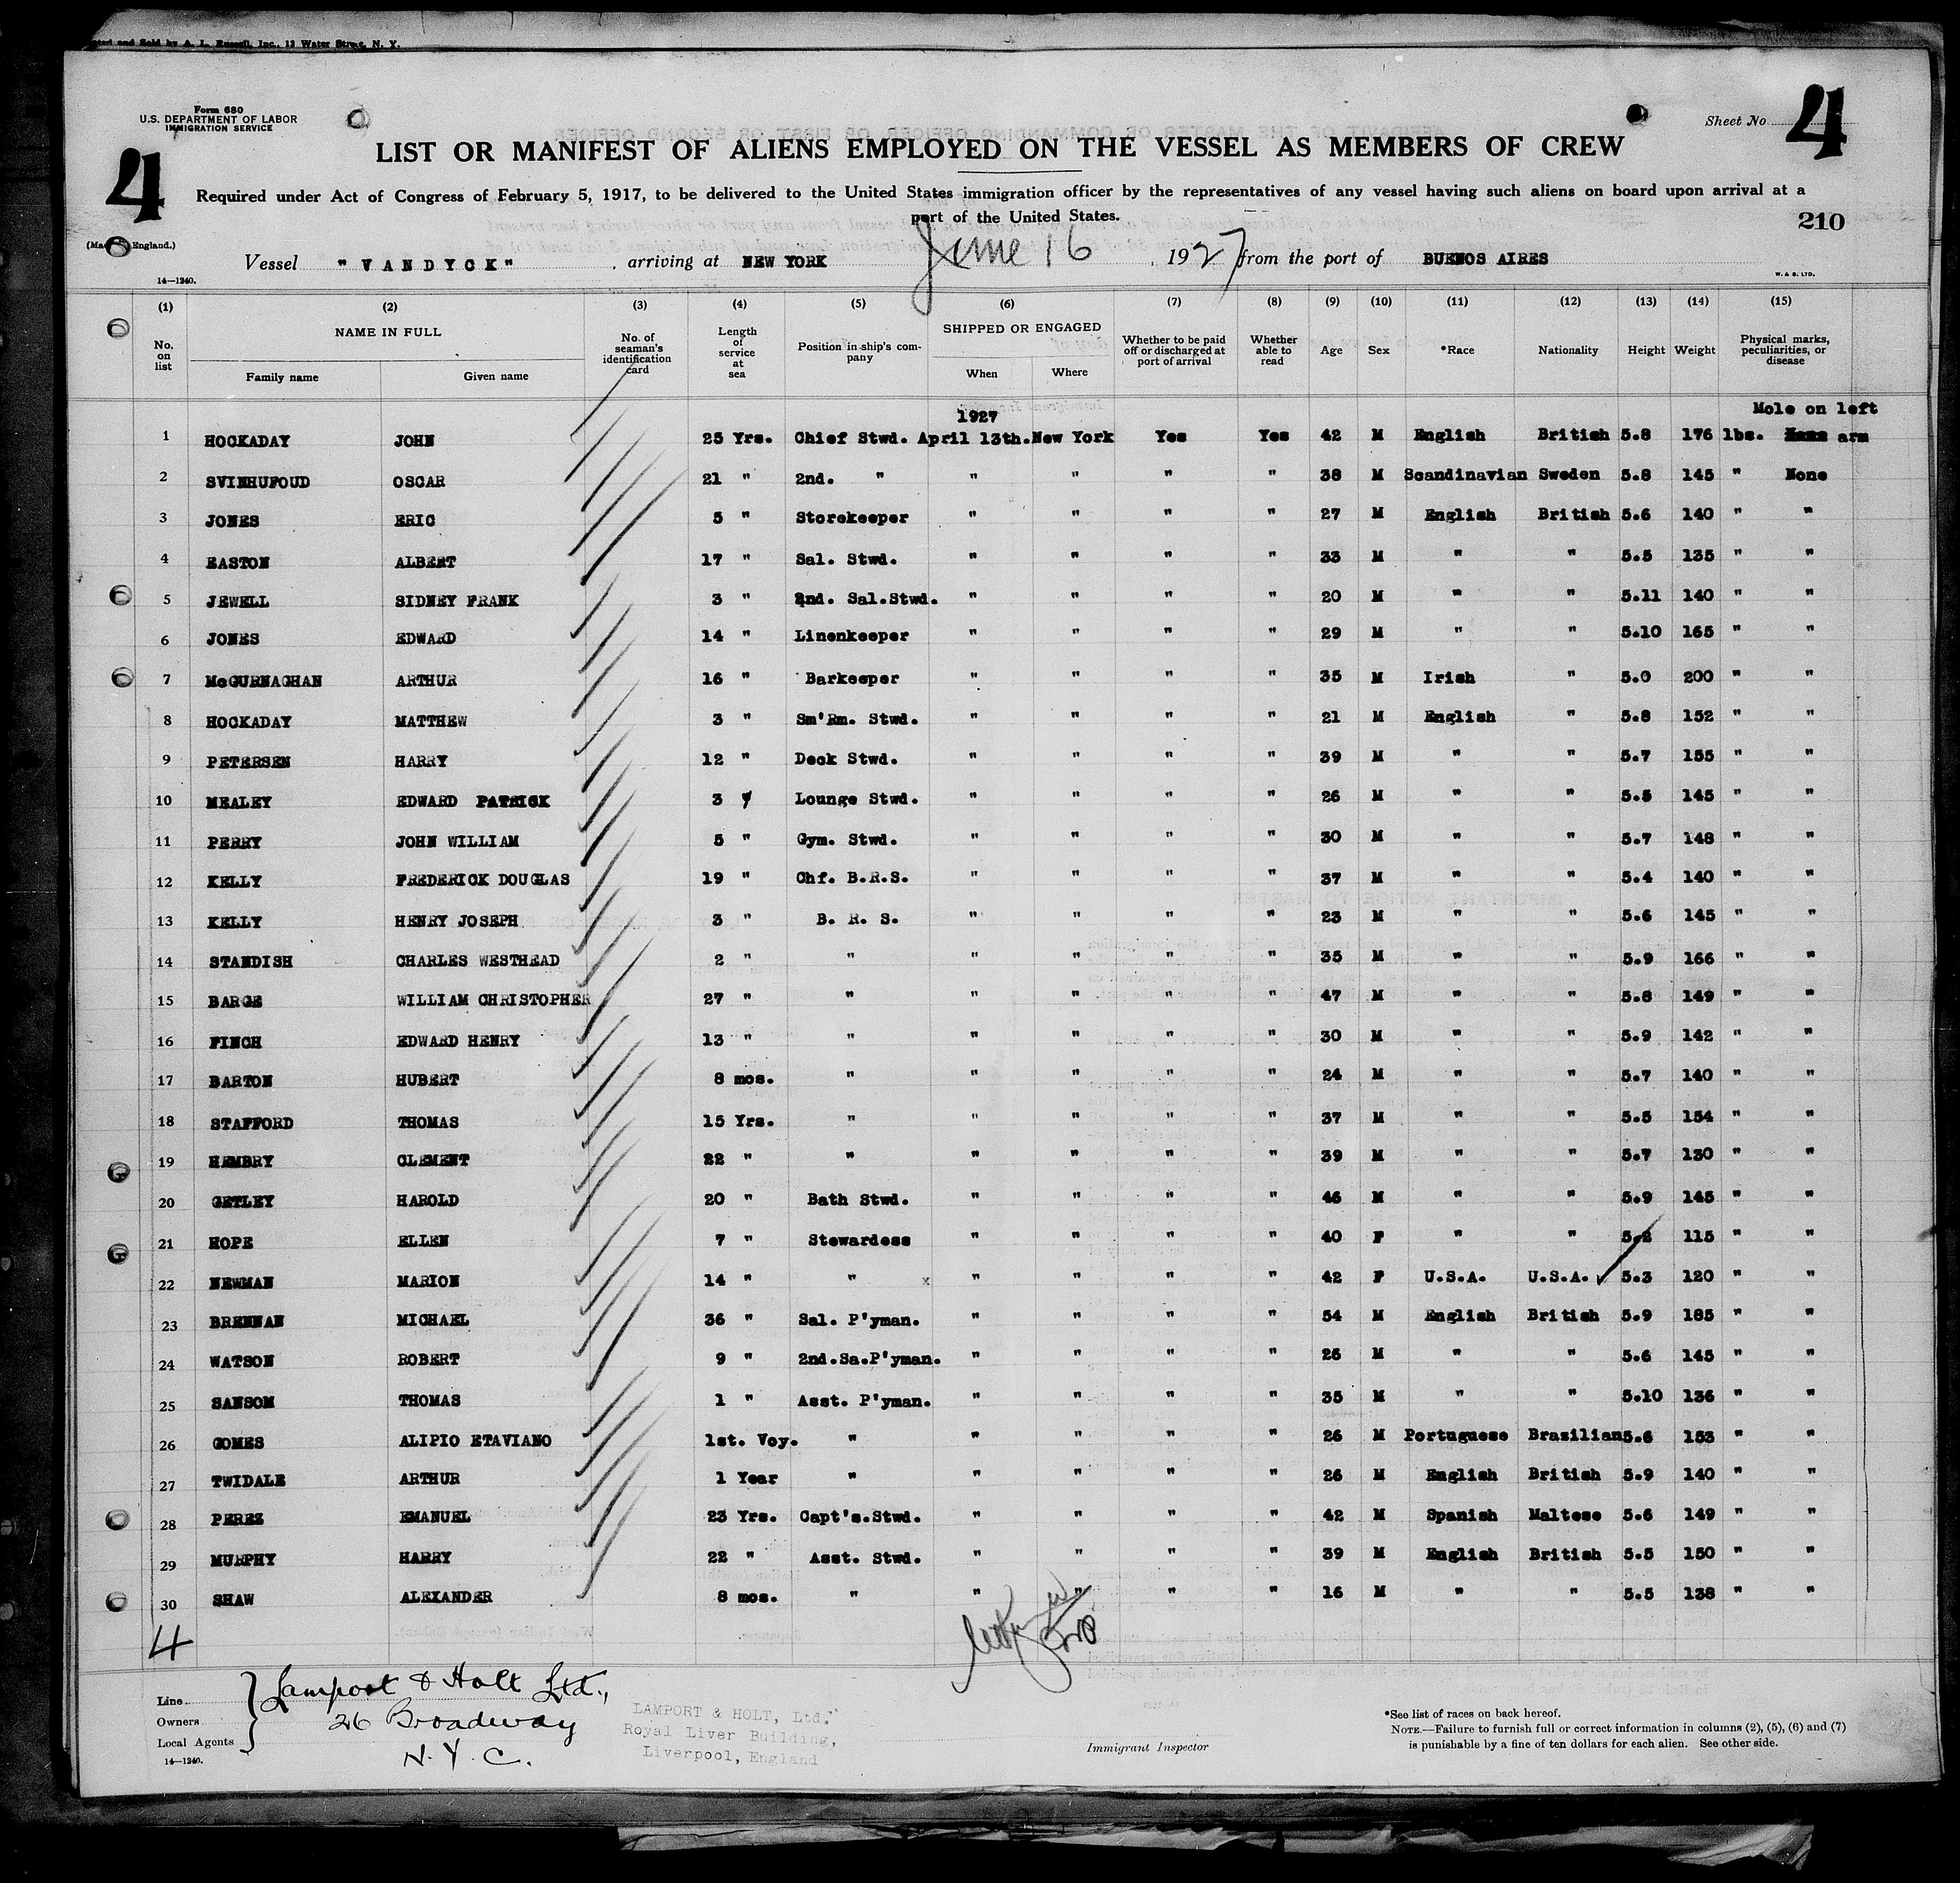 Printed and Sold by A. L. Russell, Inc., 13 Water Street, N. Y.
Form 680
U.S. DEPARTMENT OF LABOR
IMMIGRATION SERVICE
Sheet No. 4
4
LIST OR MANIFEST OF ALIENS EMPLOYED ON THE VESSEL AS MEMBERS OF CREW
Required under Act of Congress of February 5, 1917, to be delivered to the United States immigration officer by the representatives of any vessel having such aliens on board upon arrival at a
port of the United States.
210
(Made in England.)
Vessel "VANDYCK", arriving at NEW YORK June 16, 1927 from the port of BUENOS AIRES
14—1240.
W. & S. LTD.
(1) (2) (3) (4) (5) (6) (7) (8) (9) (10) (11) (12) (13) (14) (15)
No. on list NAME IN FULL Family name Given name No. of seaman's identification card Length of service at sea Position in ship's company SHIPPED OR ENGAGED When Where Whether to be paid off or discharged at port of arrival Whether able to read Age Sex *Race Nationality Height Weight Physical marks, peculiarities, or disease
1927 Mole on left
1 HOCKADAY JOHN 25 Yrs. Chief Stwd. April 13th. New York Yes Yes 42 M English British 5.8 176 lbs. arm
2 SVINHUFOUD OSCAR 21 " 2nd. " " " " " 38 M Scandinavian Sweden 5.8 145 " None
3 JONES ERIC 5 " Storekeeper " " " " 27 M English British 5.6 140 " "
4 EASTON ALBERT 17 " Sal. Stwd. " " " " 33 M " " 5.5 135 " "
5 JEWELL SIDNEY FRANK 3 " 2nd. Sal.Stwd. " " " " 20 M " " 5.11 140 " "
6 JONES EDWARD 14 " Linenkeeper " " " " 29 M " " 5.10 165 " "
7 McGURNAGHAN ARTHUR 16 " Barkeeper " " " " 35 M Irish " 5.0 200 " "
8 HOCKADAY MATTHEW 3 " Sm'Rm. Stwd. " " " " 21 M English " 5.8 152 " "
9 PETERSEN HARRY 12 " Deck Stwd. " " " " 39 M " " 5.7 155 " "
10 MEALEY EDWARD PATRICK 3 " Lounge Stwd. " " " " 26 M " " 5.5 145 " "
11 PERRY JOHN WILLIAM 5 " Gym. Stwd. " " " " 30 M " " 5.7 148 " "
12 KELLY FREDERICK DOUGLAS 19 " Chf. B.R.S. " " " " 37 M " " 5.4 140 " "
13 KELLY HENRY JOSEPH 3 " B. R. S. " " " " 23 M " " 5.6 145 " "
14 STANDISH CHARLES WESTHEAD 2 " " " " " " 35 M " " 5.9 166 " "
15 BARGE WILLIAM CHRISTOPHER 27 " " " " " " 47 M " " 5.8 149 " "
16 FINCH EDWARD HENRY 13 " " " " " " 30 M " " 5.9 142 " "
17 BARTON HUBERT 8 mos. " " " " " 24 M " " 5.7 140 " "
18 STAFFORD THOMAS 15 Yrs. " " " " " 37 M " " 5.5 154 " "
19 HEMBRY CLEMENT 22 " " " " " " 39 M " " 5.7 130 " "
20 GETLEY HAROLD 20 " Bath Stwd. " " " " 46 M " " 5.9 145 " "
21 HOPE ELLEN 7 " Stewardess " " " " 40 F " " 5.2 115 " "
22 NEWMAN MARION 14 " " x " " " " 42 F U.S.A. U.S.A. 5.3 120 " "
23 BRENNAN MICHAEL 36 " Sal. P'yman. " " " " 54 M English British 5.9 185 " "
24 WATSON ROBERT 9 " 2nd.Sa.P'yman. " " " " 26 M " " 5.6 145 " "
25 SANSOM THOMAS 1 " Asst. P'yman. " " " " 35 M " " 5.10 136 " "
26 GOMES ALIPIO ETAVIANO 1st. Voy. " " " " " 26 M Portuguese Brazilian 5.6 153 " "
27 TWIDALE ARTHUR 1 Year " " " " " 26 M English British 5.9 140 " "
28 PEREZ EMANUEL 23 Yrs. Capt's.Stwd. " " " " 42 M Spanish Maltese 5.6 149 " "
29 MURPHY HARRY 22 " Asst. Stwd. " " " " 39 M English British 5.5 150 " "
30 SHAW ALEXANDER 8 mos. " " " " " 16 M " " 5.5 138 " "
4
Line
Owners
Local Agents
Lamport & Holt Ltd.,
26 Broadway
N.Y.C.
14—1240.
LAMPORT & HOLT, Ltd.
Royal Liver Building,
Liverpool, England
Immigrant Inspector
*See list of races on back hereof.
NOTE.—Failure to furnish full or correct information in columns (2), (5), (6) and (7)
is punishable by a fine of ten dollars for each alien. See other side.